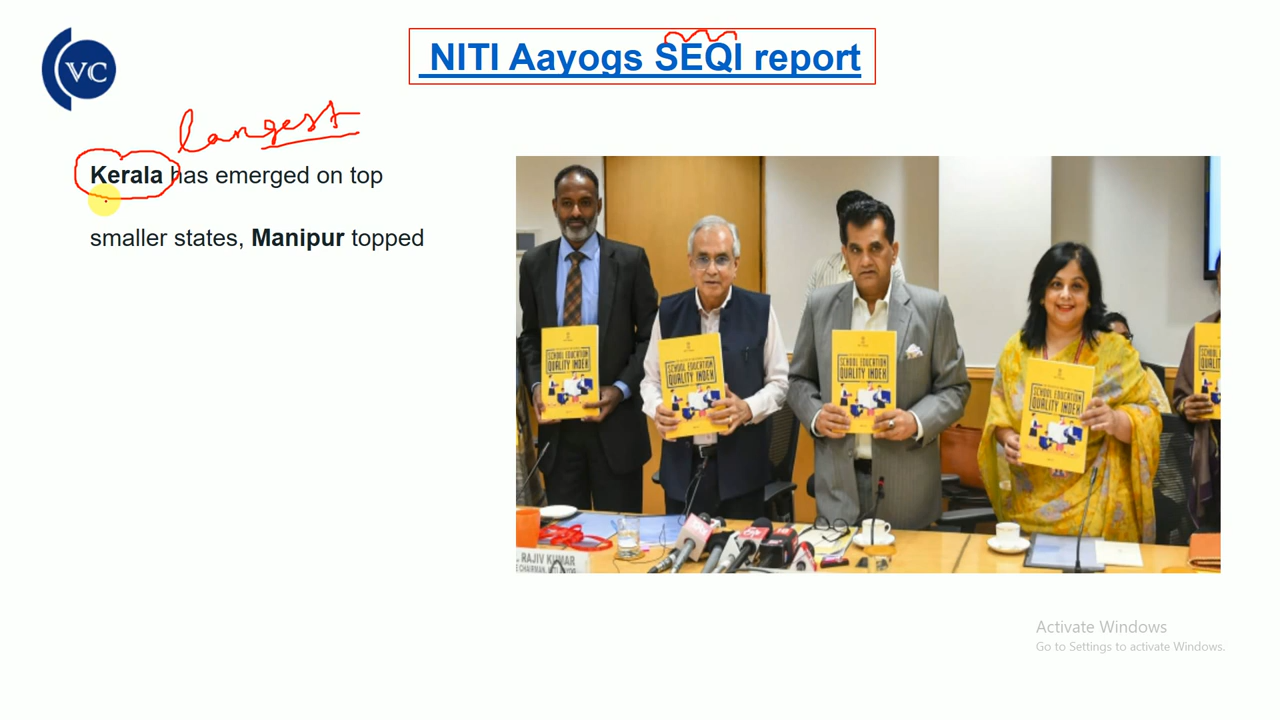 VC
NITI Aayogs SEQI report
largest
Kerala has emerged on top
smaller states, Manipur topped
SCHOOL EDUCATION
QUALITY INDEX
SCHOOL EDUCATION
QUALITY INDEX
SCHOOL EDUCATION
QUALITY INDEX
SCHOOL EDUCATION
QUALITY INDEX
RAJIV KUMAR
CHAIRMAN,
Activate Windows
Go to Settings to activate Windows.